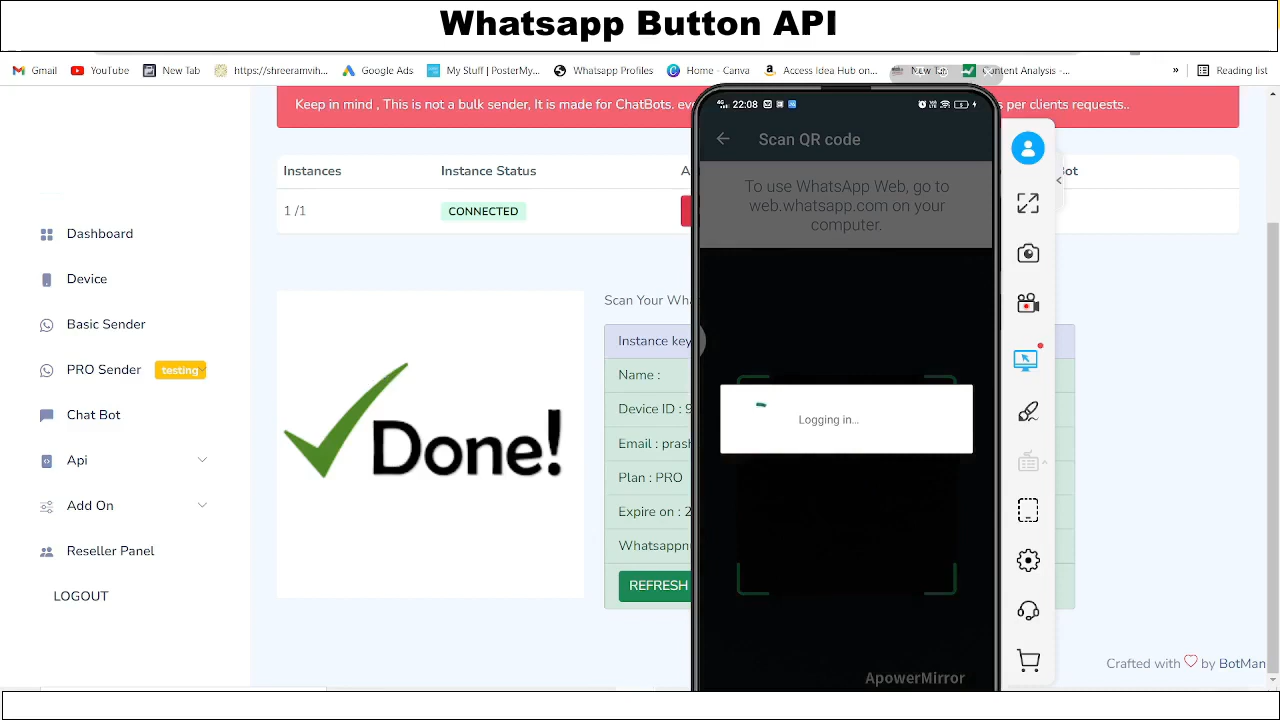 Whatsapp Button API
Gmail
YouTube
New Tab
Google Ads
My Stuff | PosterMy...
Whatsapp Profiles
Home - Canva
Access Idea Hub on...
New Tab
Content Analysis -...
»
Reading list
Keep in mind , This is not a bulk sender, It is made for ChatBots.
s per clients requests..
22:08
Scan QR code
To use WhatsApp Web, go to
web.whatsapp.com on your
computer.
Instances
Instance Status
A
ot
1 /1
CONNECTED
Dashboard
Device
Basic Sender
PRO Sender
testing
Chat Bot
Api
Add On
Reseller Panel
LOGOUT
Done!
Scan Your Wha
Instance key
Name :
Device ID : 9
Email : prash
Plan : PRO
Expire on : 2
Whatsappn
REFRESH
Logging in...
ApowerMirror
Crafted with by BotMan